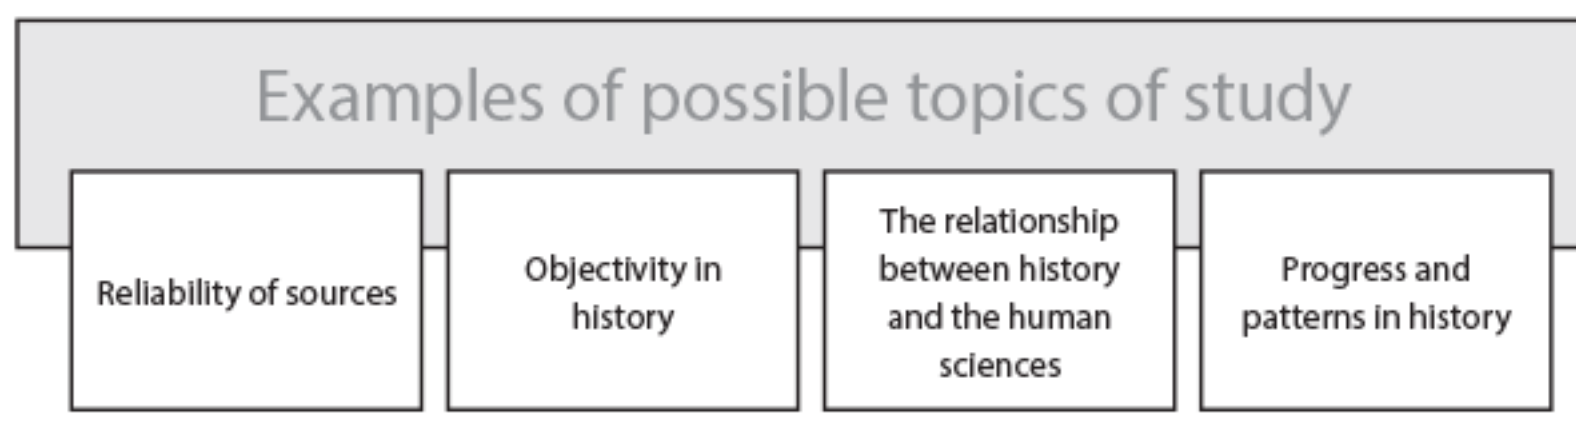 Examples of possible topics of study
Reliability of sources
Objectivity in
history
The relationship
between history
and the human
sciences
Progress and
patterns in history